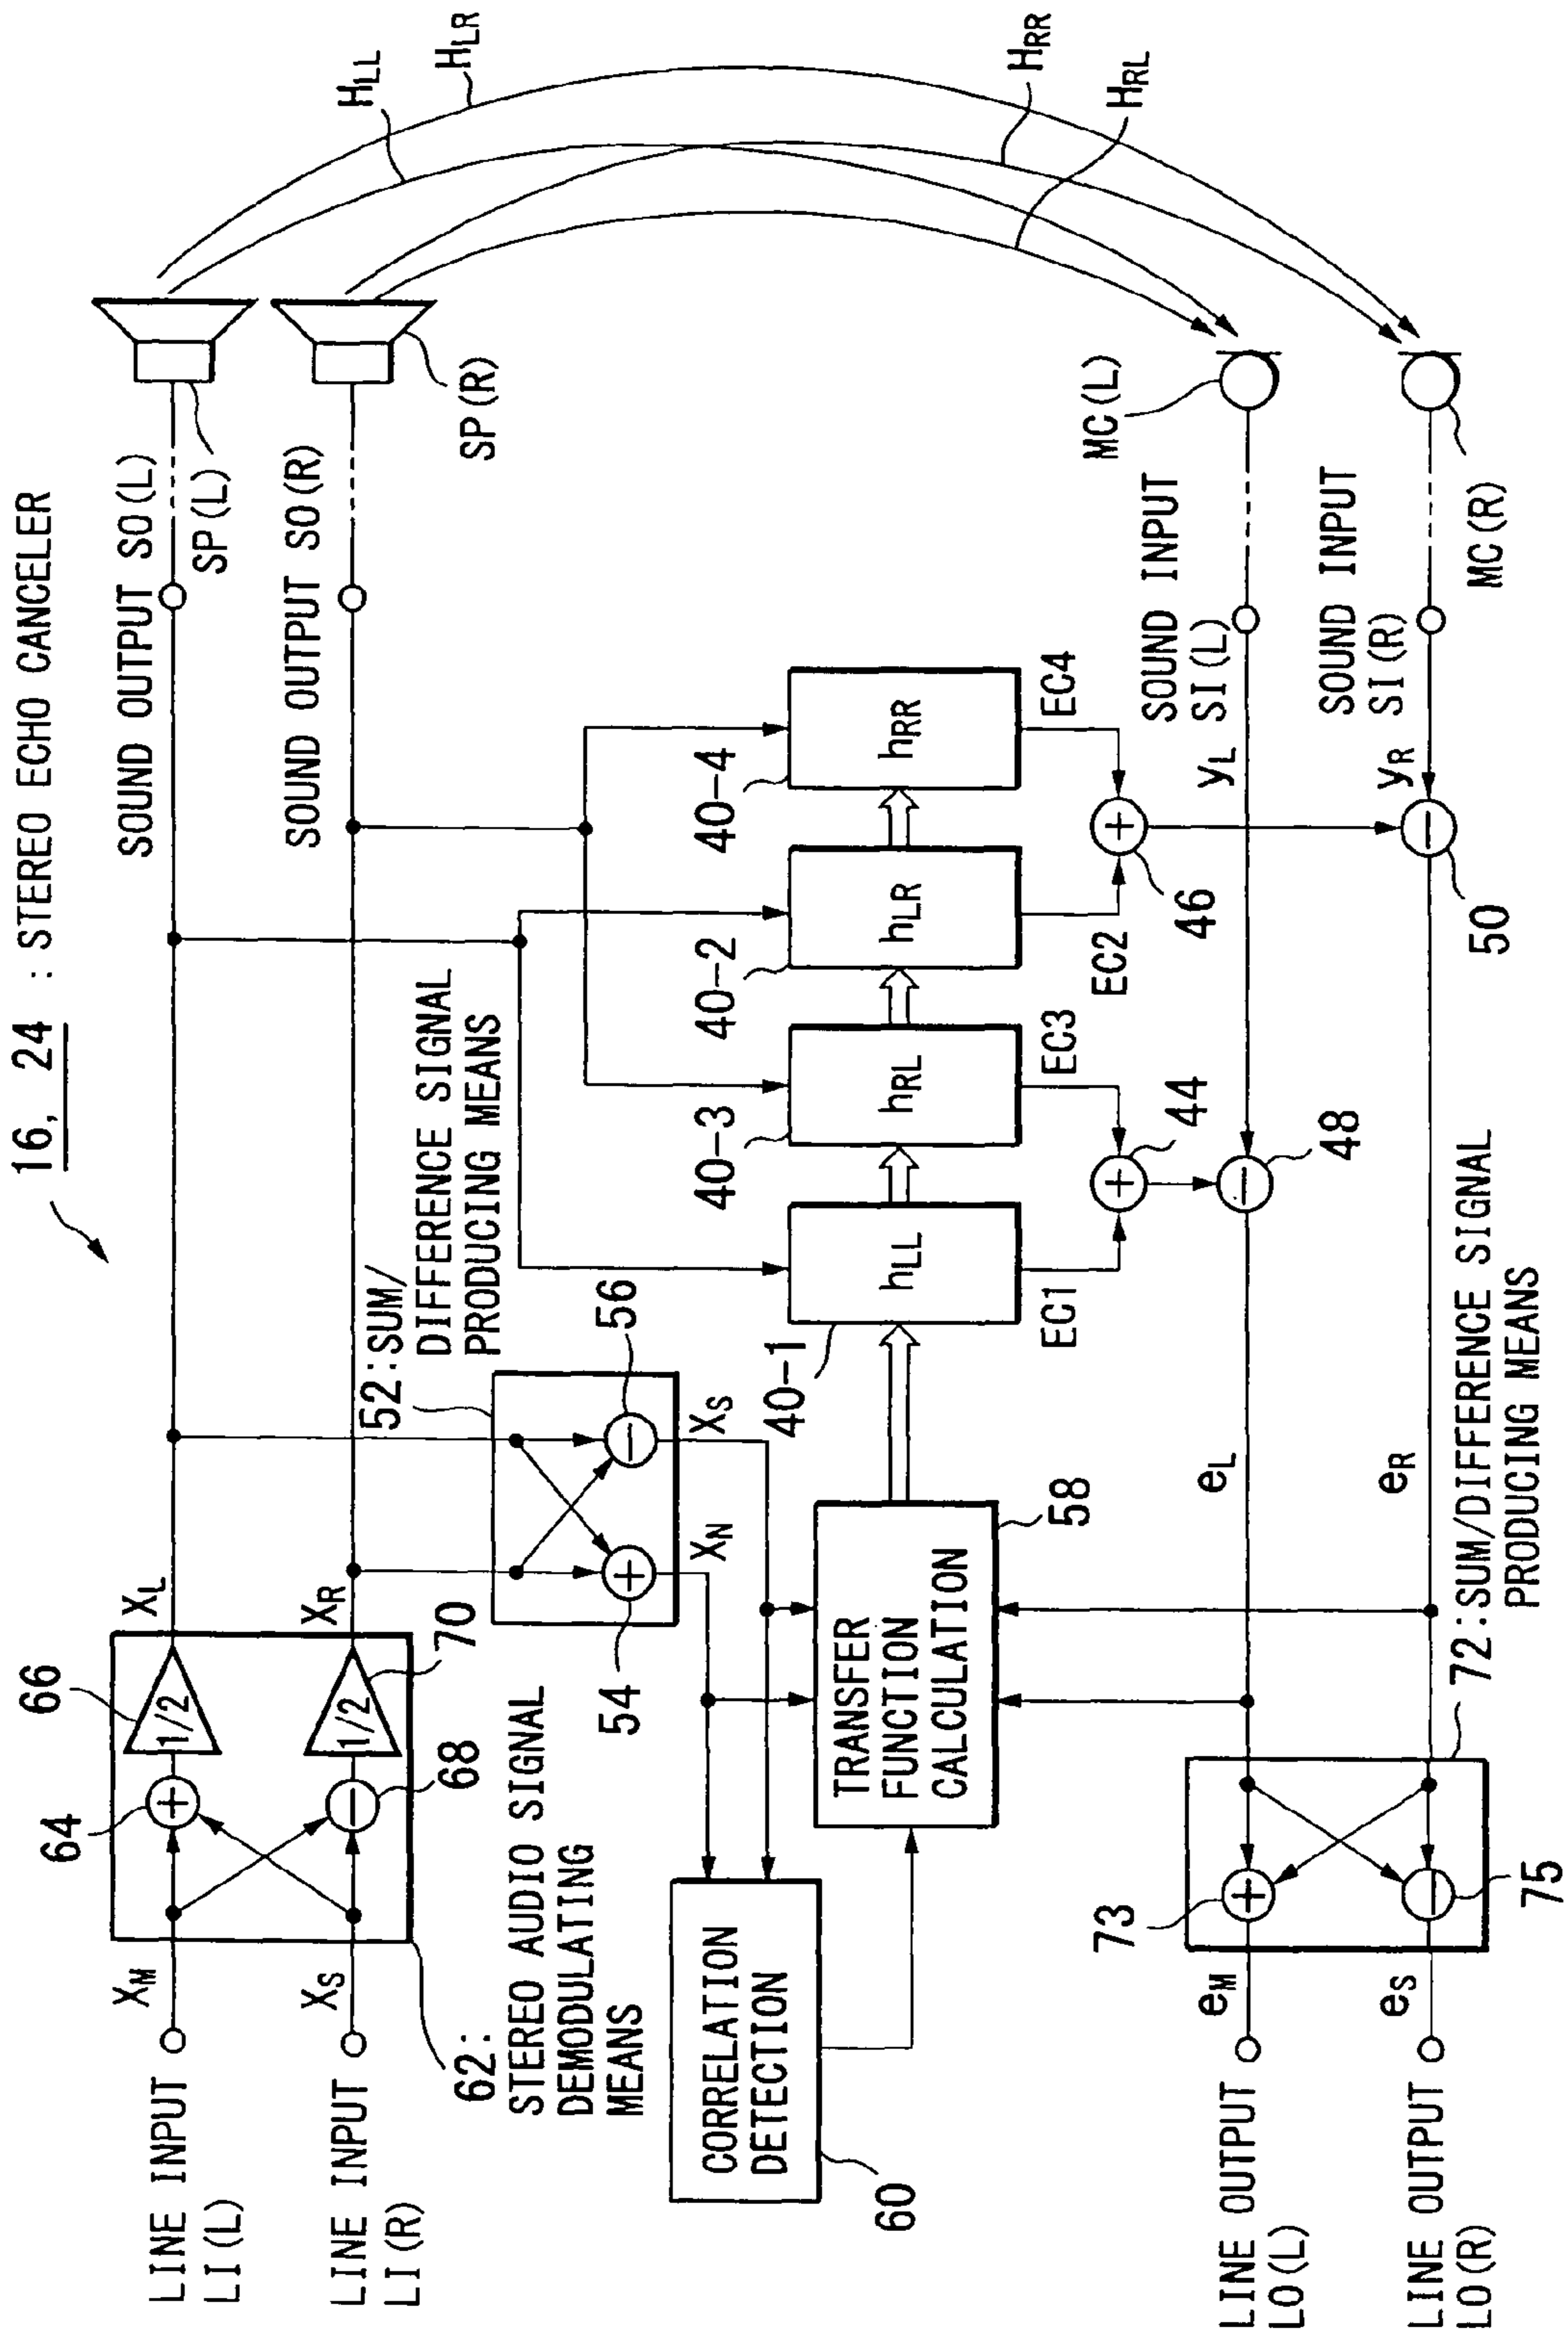 16, 24 : STEREO ECHO CANCELER
LINE INPUT
LI(L)
XM
64
66
1/2
XL
SOUND OUTPUT SO(L)
SP(L)
HLL
HLR
LINE INPUT
LI(R)
XS
68
1/2
70
XR
SOUND OUTPUT SO(R)
SP(R)
HRR
HRL
62:
STEREO AUDIO SIGNAL
DEMODULATING
MEANS
52:SUM/
DIFFERENCE SIGNAL
PRODUCING MEANS
54
56
XN
XS
CORRELATION
DETECTION
60
TRANSFER
FUNCTION
CALCULATION
58
40-1
hLL
40-3
hRL
40-2
hLR
40-4
hRR
EC1
EC3
EC2
EC4
44
46
MC(L)
SOUND INPUT
SI(L)
yL
48
eL
LINE OUTPUT
LO(L)
eM
73
SOUND INPUT
SI(R)
MC(R)
yR
50
eR
LINE OUTPUT
LO(R)
eS
75
72:SUM/DIFFERENCE SIGNAL
PRODUCING MEANS